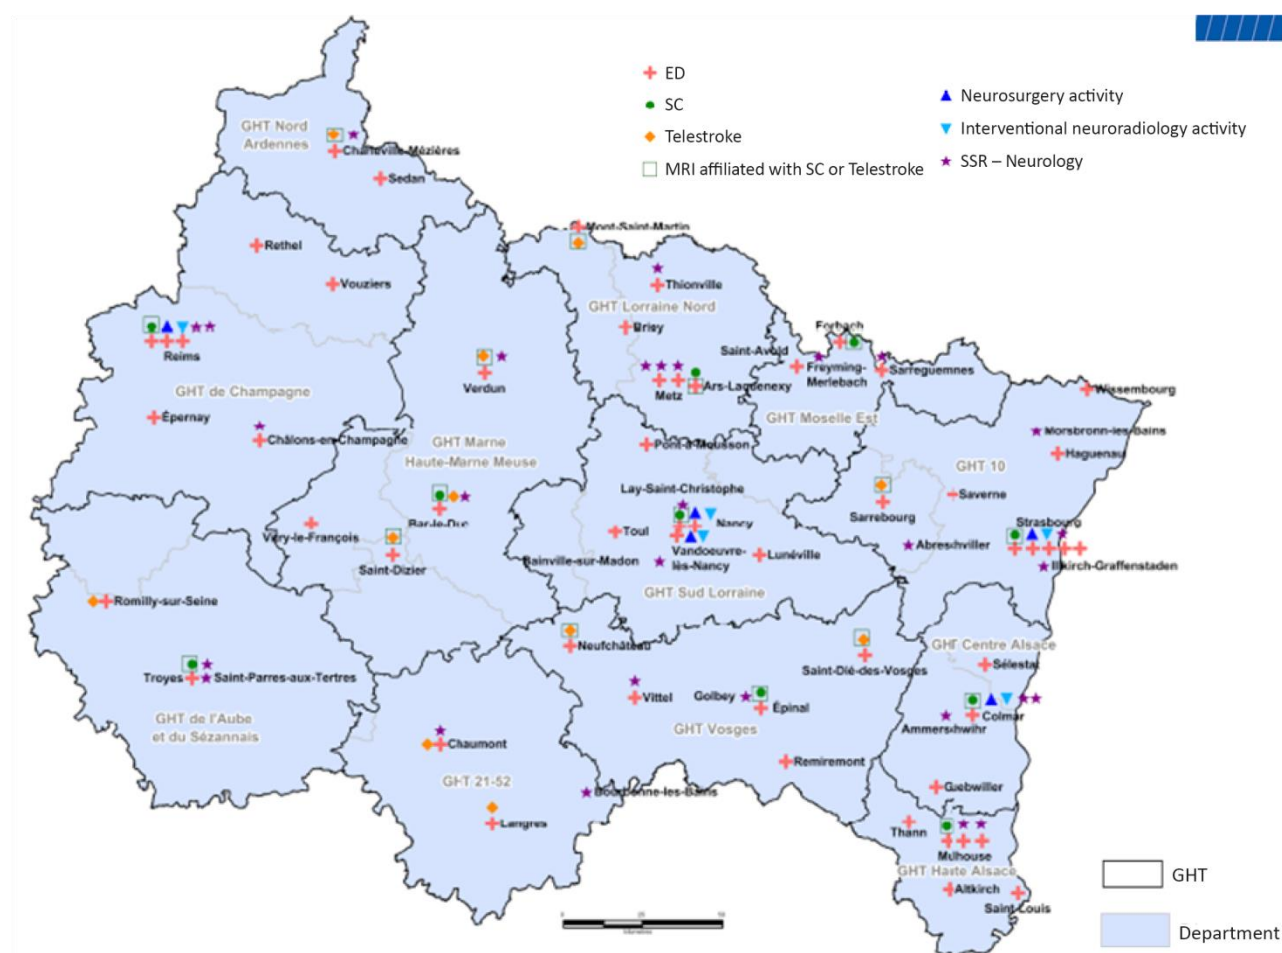 ED
SC
Telestroke
MRI affiliated with SC or Telestroke
Neurosurgery activity
Interventional neuroradiology activity
SSR – Neurology
GHT Nord
Ardennes
Charleville-Mézières
Sedan
Rethel
Vouziers
Mont-Saint-Martin
Thionville
GHT Lorraine Nord
Briey
Reims
GHT de Champagne
Épernay
Châlons-en-Champagne
Verdun
GHT Marne
Haute-Marne Meuse
Bar-le-Duc
Saint-Dizier
Metz
Ars-Laquenexy
Saint-Avold
Forbach
Freyming-
Merlebach
Sarreguemnes
GHT Moselle Est
Wissembourg
Morsbronn-les-Bains
Haguenau
GHT 10
Saverne
Sarrebourg
Strasbourg
Abreshviller
Illkirch-Graffenstaden
Pont-à-Mousson
Lay-Saint-Christophe
Toul
Nancy
Vandoeuvre-
lès-Nancy
Lunéville
Bainville-sur-Madon
GHT Sud Lorraine
Romilly-sur-Seine
Troyes
Saint-Parres-aux-Tertres
GHT de l'Aube
et du Sézannais
Neufchâteau
Saint-Dié-des-Vosges
Vittel
Golbey
Épinal
GHT Vosges
Remiremont
Chaumont
GHT 21-52
Bourbonne-les-Bains
Langres
GHT Centre Alsace
Sélestat
Colmar
Ammershwihr
Thann
Mulhouse
GHT Haute Alsace
Altkirch
Saint-Louis
GHT
Department